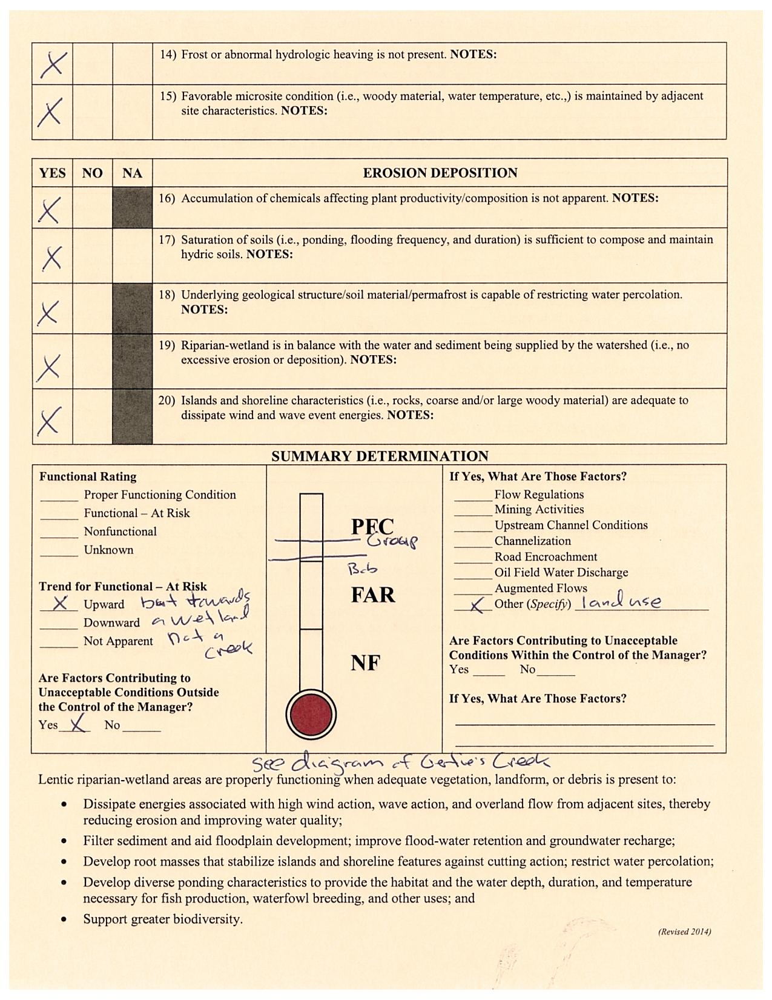 X 14) Frost or abnormal hydrologic heaving is not present. NOTES:
X 15) Favorable microsite condition (i.e., woody material, water temperature, etc.,) is maintained by adjacent
site characteristics. NOTES:
YES NO NA EROSION DEPOSITION
X 16) Accumulation of chemicals affecting plant productivity/composition is not apparent. NOTES:
X 17) Saturation of soils (i.e., ponding, flooding frequency, and duration) is sufficient to compose and maintain
hydric soils. NOTES:
X 18) Underlying geological structure/soil material/permafrost is capable of restricting water percolation.
NOTES:
X 19) Riparian-wetland is in balance with the water and sediment being supplied by the watershed (i.e., no
excessive erosion or deposition). NOTES:
X 20) Islands and shoreline characteristics (i.e., rocks, coarse and/or large woody material) are adequate to
dissipate wind and wave event energies. NOTES:
SUMMARY DETERMINATION
Functional Rating
______ Proper Functioning Condition
______ Functional – At Risk
______ Nonfunctional
______ Unknown
Trend for Functional – At Risk
X Upward but towards
______ Downward a wetland
______ Not Apparent not a
creek
Are Factors Contributing to
Unacceptable Conditions Outside
the Control of the Manager?
Yes X No ______
PFC
Group
Bob
FAR
NF
If Yes, What Are Those Factors?
______ Flow Regulations
______ Mining Activities
______ Upstream Channel Conditions
______ Channelization
______ Road Encroachment
______ Oil Field Water Discharge
______ Augmented Flows
X Other (Specify) land use
Are Factors Contributing to Unacceptable
Conditions Within the Control of the Manager?
Yes _____ No______
If Yes, What Are Those Factors?
see diagram of Gertie's Creek
Lentic riparian-wetland areas are properly functioning when adequate vegetation, landform, or debris is present to:
• Dissipate energies associated with high wind action, wave action, and overland flow from adjacent sites, thereby
reducing erosion and improving water quality;
• Filter sediment and aid floodplain development; improve flood-water retention and groundwater recharge;
• Develop root masses that stabilize islands and shoreline features against cutting action; restrict water percolation;
• Develop diverse ponding characteristics to provide the habitat and the water depth, duration, and temperature
necessary for fish production, waterfowl breeding, and other uses; and
• Support greater biodiversity.
(Revised 2014)